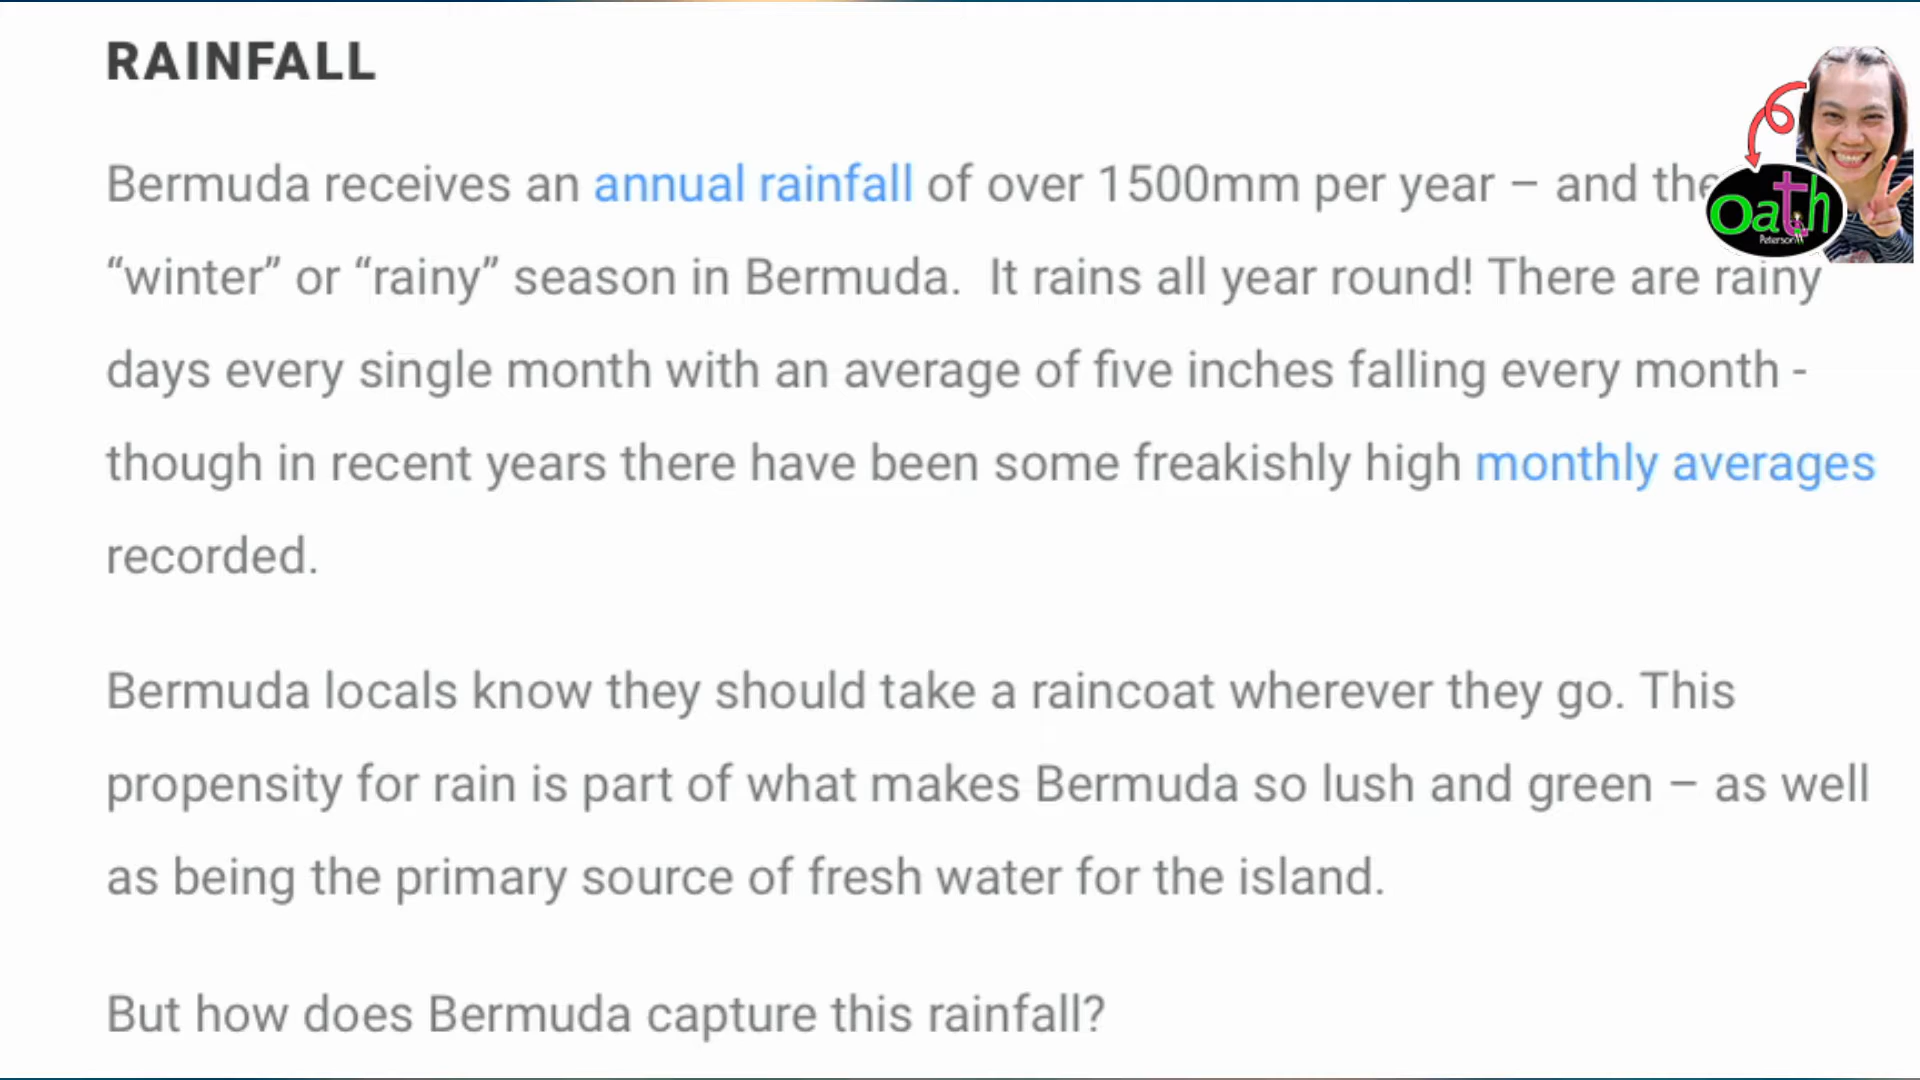 RAINFALL
Bermuda receives an annual rainfall of over 1500mm per year – and
“winter” or “rainy” season in Bermuda.  It rains all year round! There are rainy
days every single month with an average of five inches falling every month -
though in recent years there have been some freakishly high monthly averages
recorded.
Bermuda locals know they should take a raincoat wherever they go. This
propensity for rain is part of what makes Bermuda so lush and green – as well
as being the primary source of fresh water for the island.
But how does Bermuda capture this rainfall?
Oath
Peterson